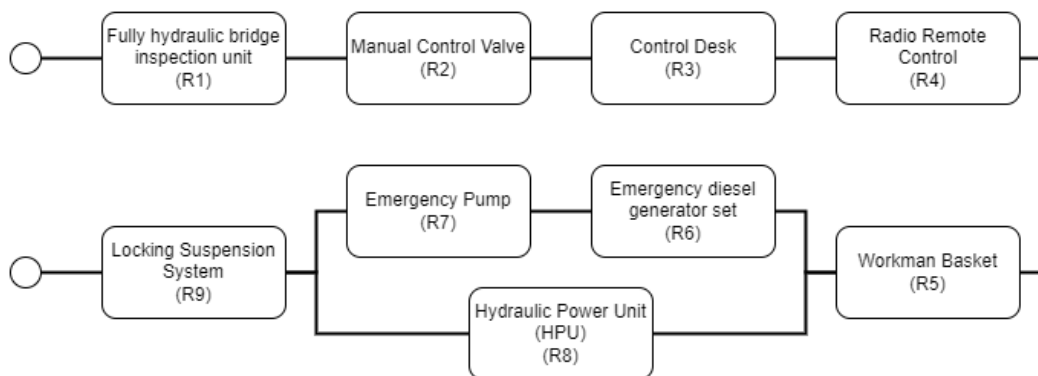 Fully hydraulic bridge
inspection unit
(R1)
Manual Control Valve
(R2)
Control Desk
(R3)
Radio Remote
Control
(R4)
Locking Suspension
System
(R9)
Emergency Pump
(R7)
Emergency diesel
generator set
(R6)
Hydraulic Power Unit
(HPU)
(R8)
Workman Basket
(R5)